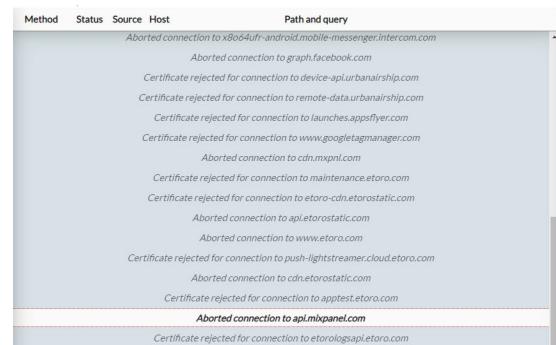 Method Status Source Host Path and query
Aborted connection to x8o64ufr-android.mobile-messenger.intercom.com
Aborted connection to graph.facebook.com
Certificate rejected for connection to device-api.urbanairship.com
Certificate rejected for connection to remote-data.urbanairship.com
Certificate rejected for connection to launches.appsflyer.com
Certificate rejected for connection to www.googletagmanager.com
Aborted connection to cdn.mxpnl.com
Certificate rejected for connection to maintenance.etoro.com
Certificate rejected for connection to etoro-cdn.etorostatic.com
Aborted connection to api.etorostatic.com
Aborted connection to www.etoro.com
Certificate rejected for connection to push-lightstreamer.cloud.etoro.com
Aborted connection to cdn.etorostatic.com
Certificate rejected for connection to apptest.etoro.com
Aborted connection to api.mixpanel.com
Certificate rejected for connection to etorologsapi.etoro.com